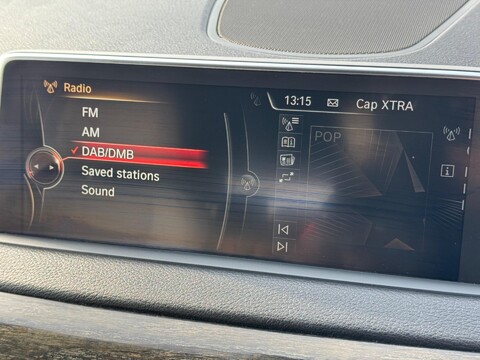 Radio
FM
AM
DAB/DMB
Saved stations
Sound
13:15
Cap XTRA
POP